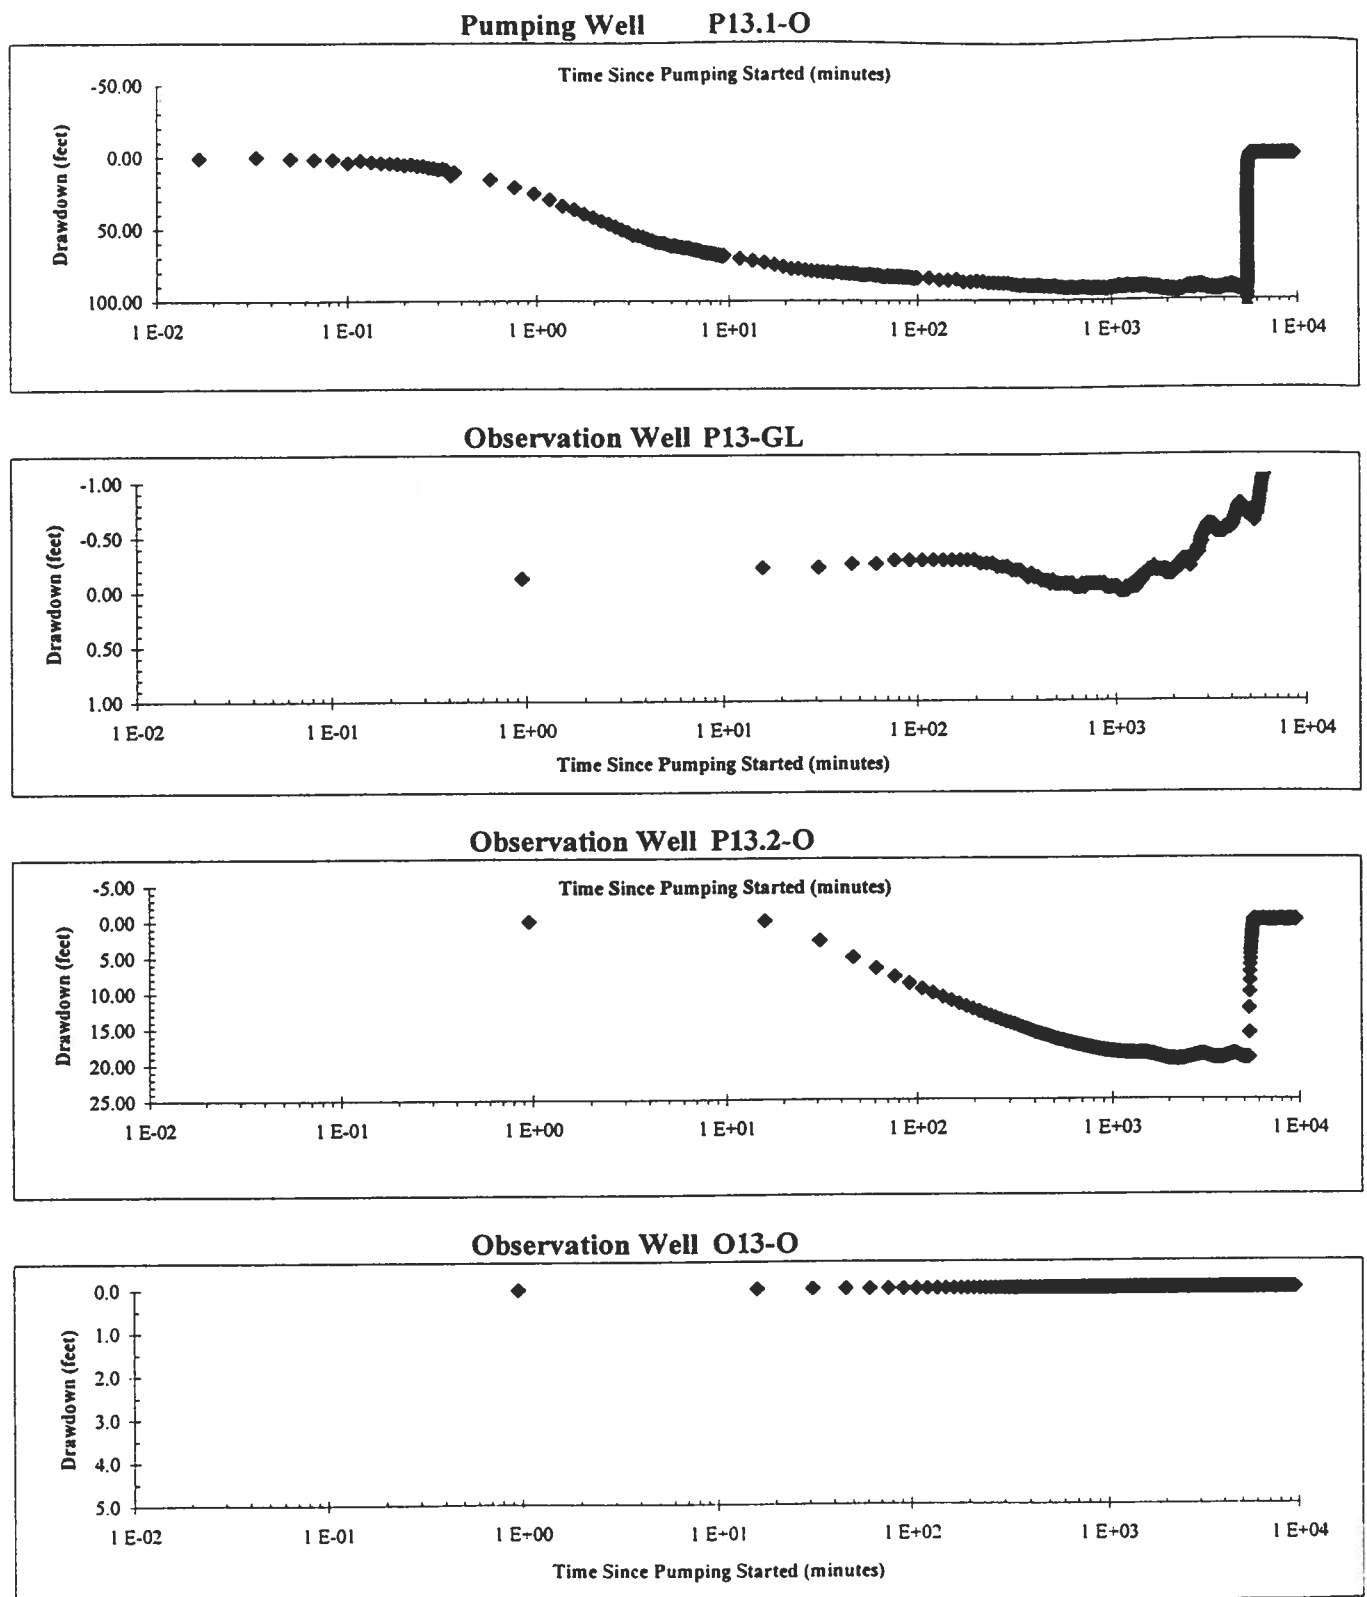 Pumping Well P13.1-O
Time Since Pumping Started (minutes)
Drawdown (feet)
-50.00
0.00
50.00
100.00
1 E-02 1 E-01 1 E+00 1 E+01 1 E+02 1 E+03 1 E+04
Observation Well P13-GL
Drawdown (feet)
-1.00
-0.50
0.00
0.50
1.00
1 E-02 1 E-01 1 E+00 1 E+01 1 E+02 1 E+03 1 E+04
Time Since Pumping Started (minutes)
Observation Well P13.2-O
Time Since Pumping Started (minutes)
Drawdown (feet)
-5.00
0.00
5.00
10.00
15.00
20.00
25.00
1 E-02 1 E-01 1 E+00 1 E+01 1 E+02 1 E+03 1 E+04
Observation Well O13-O
Drawdown (feet)
0.0
1.0
2.0
3.0
4.0
5.0
1 E-02 1 E-01 1 E+00 1 E+01 1 E+02 1 E+03 1 E+04
Time Since Pumping Started (minutes)